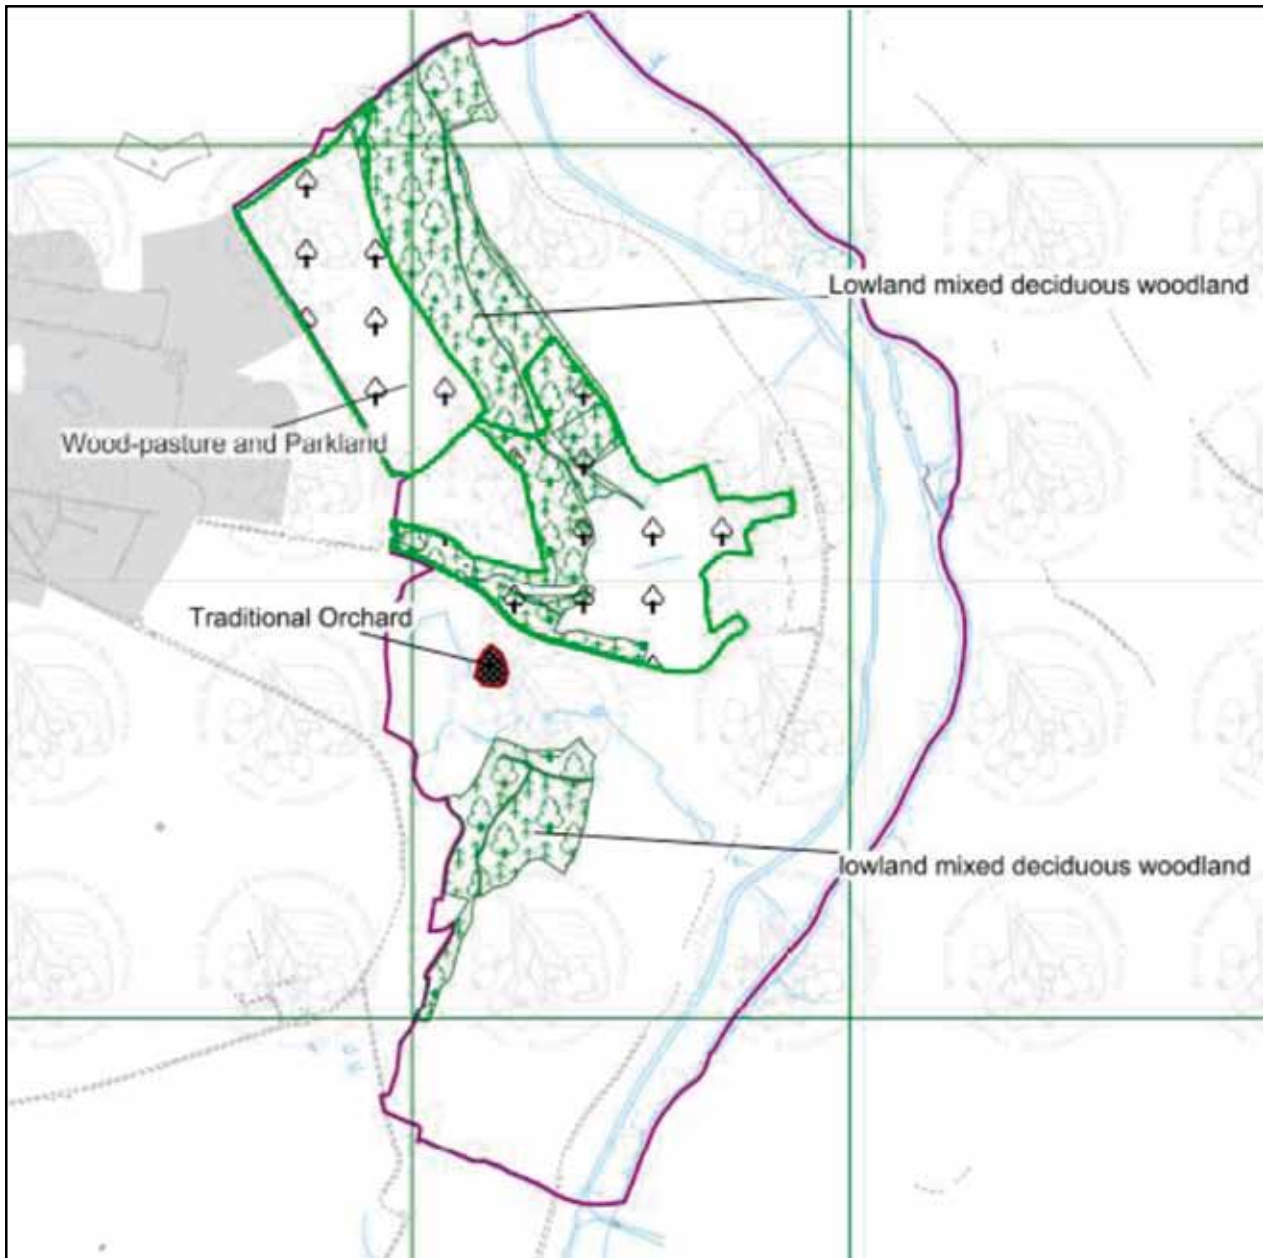 Lowland mixed deciduous woodland
Wood-pasture and Parkland
Traditional Orchard
lowland mixed deciduous woodland